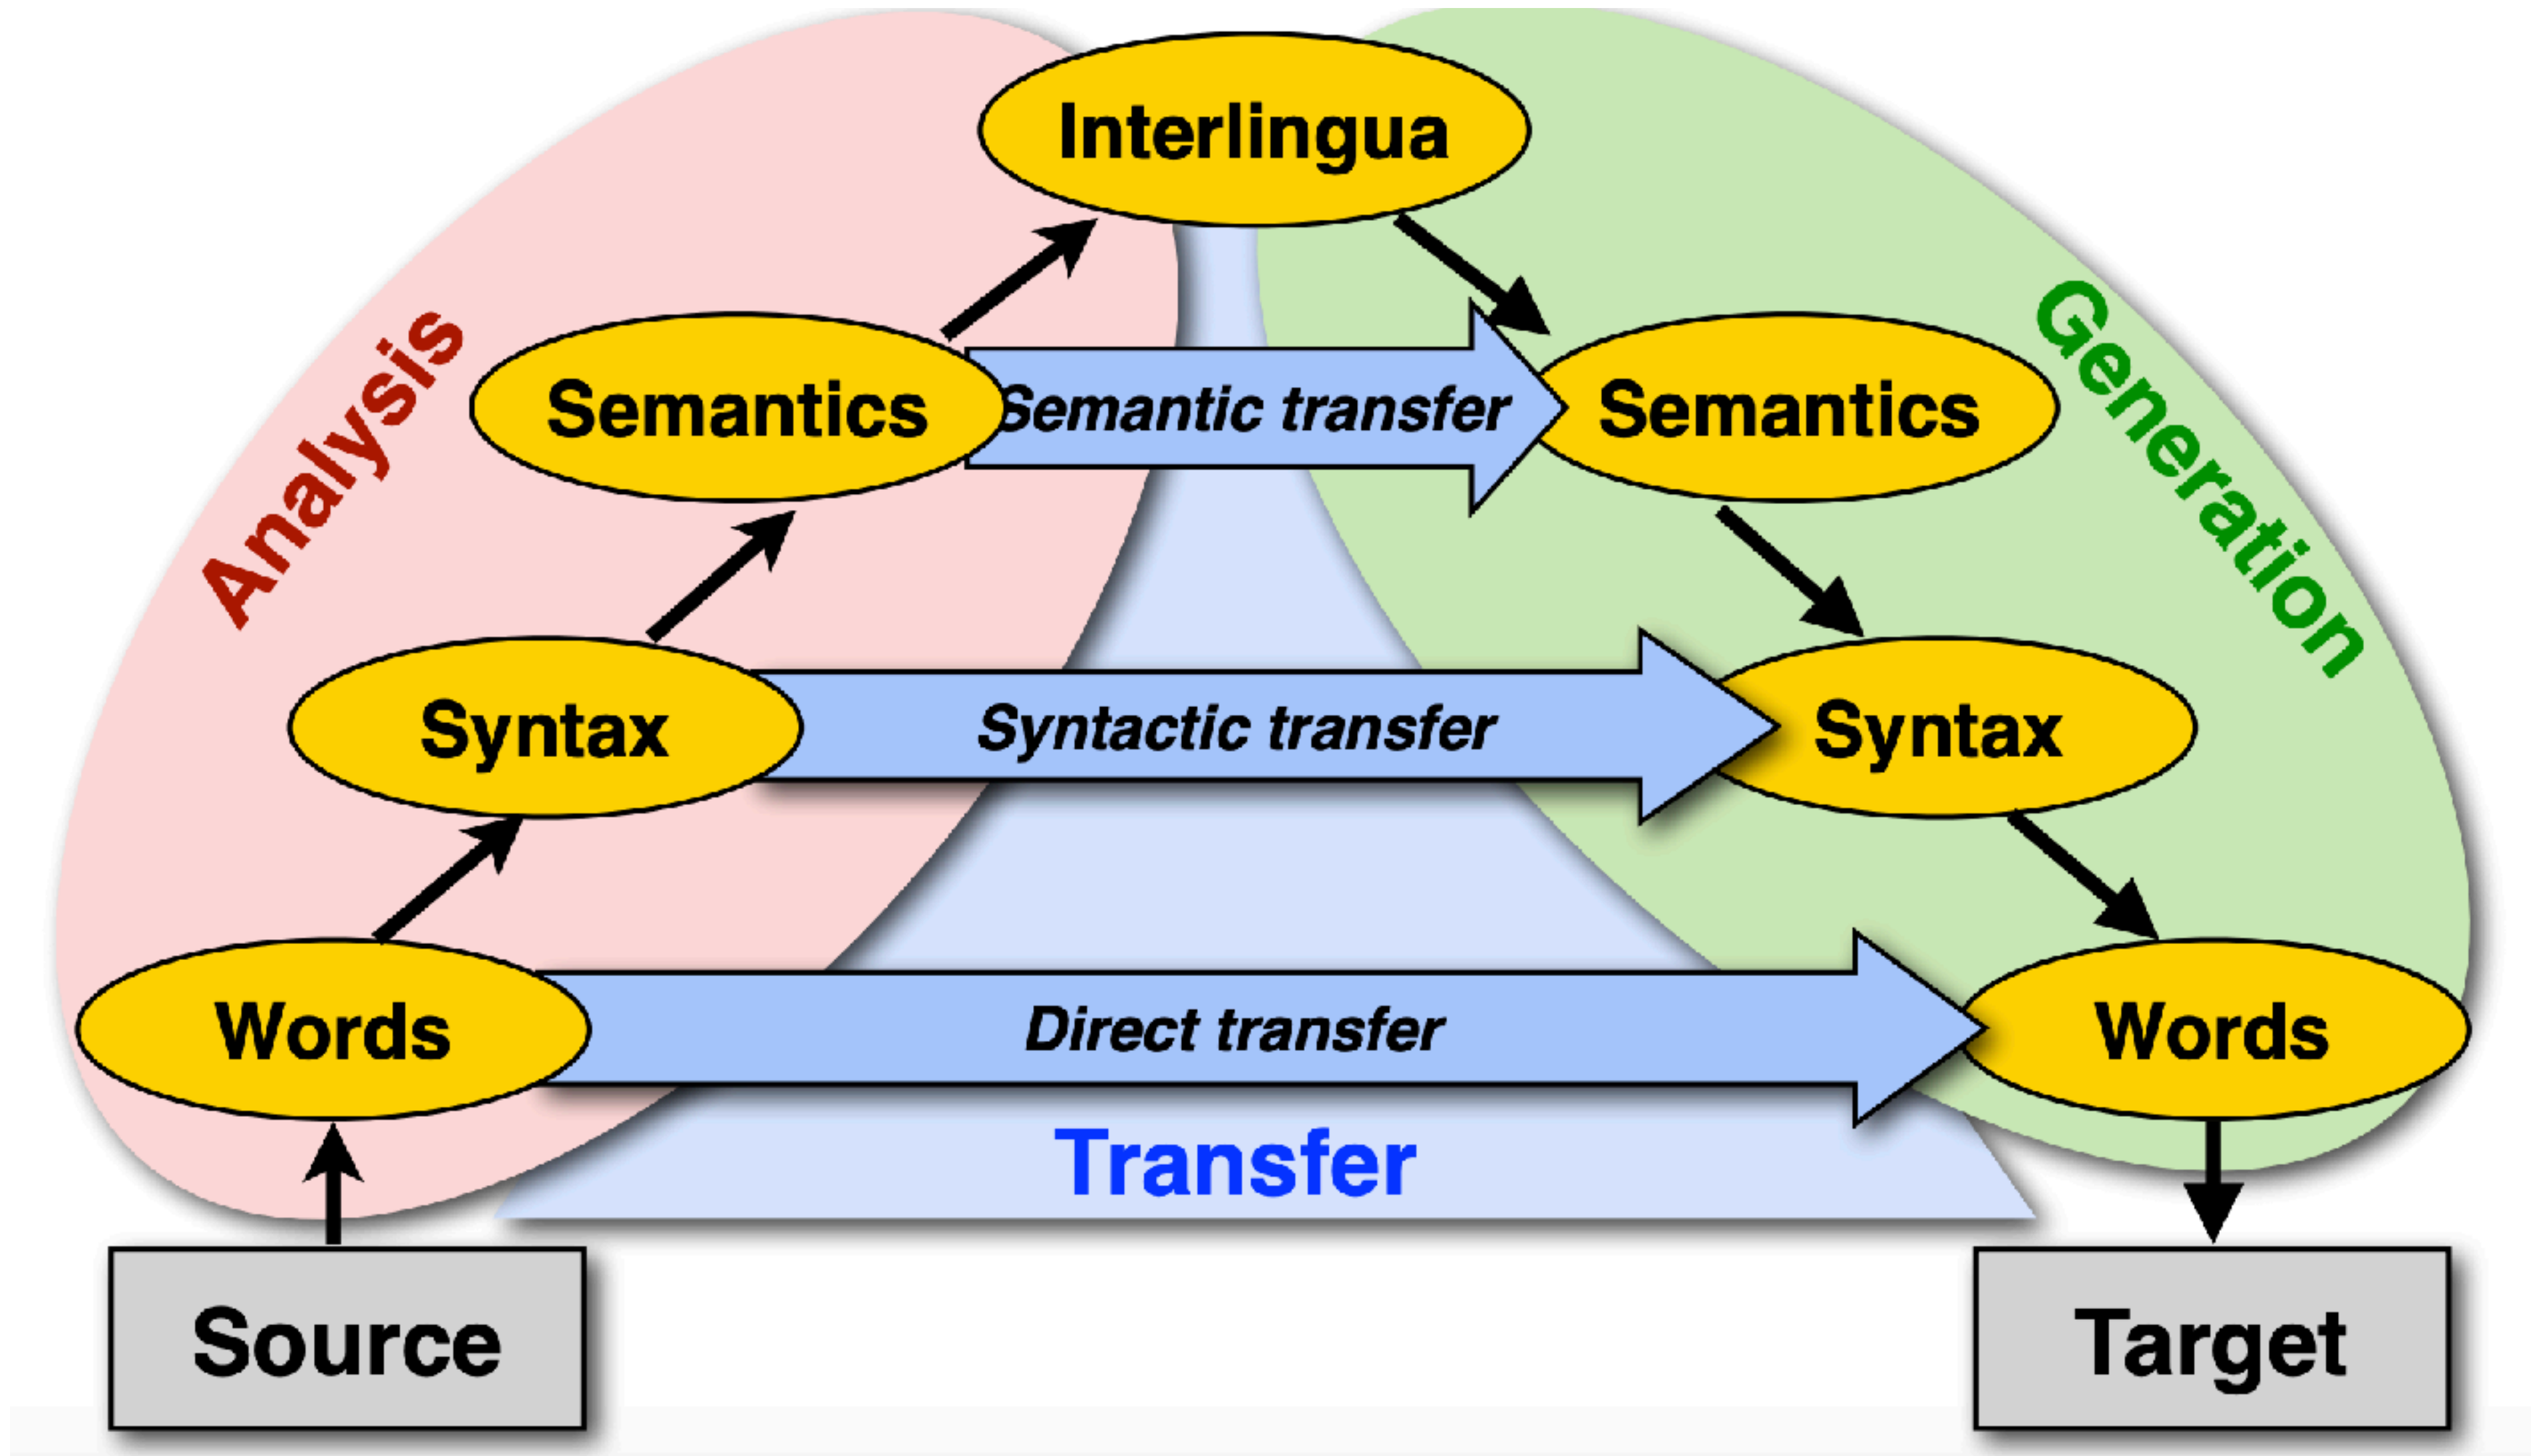 Interlingua
Analysis
Generation
Semantics
Semantic transfer
Semantics
Syntax
Syntactic transfer
Syntax
Words
Direct transfer
Words
Transfer
Source
Target